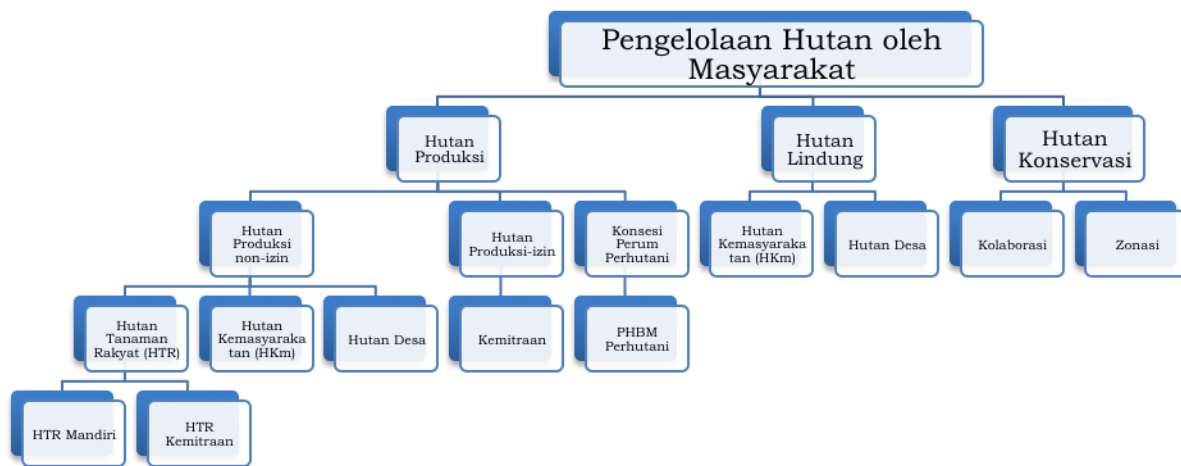 Pengelolaan Hutan oleh
Masyarakat
Hutan
Produksi
Hutan
Lindung
Hutan
Konservasi
Hutan
Produksi
non-izin
Hutan
Produksi-izin
Konsesi
Perum
Perhutani
Hutan
Kemasyaraka
tan (HKm)
Hutan Desa
Kolaborasi
Zonasi
Hutan
Tanaman
Rakyat (HTR)
Hutan
Kemasyaraka
tan (HKm)
Hutan Desa
Kemitraan
PHBM
Perhutani
HTR Mandiri
HTR
Kemitraan